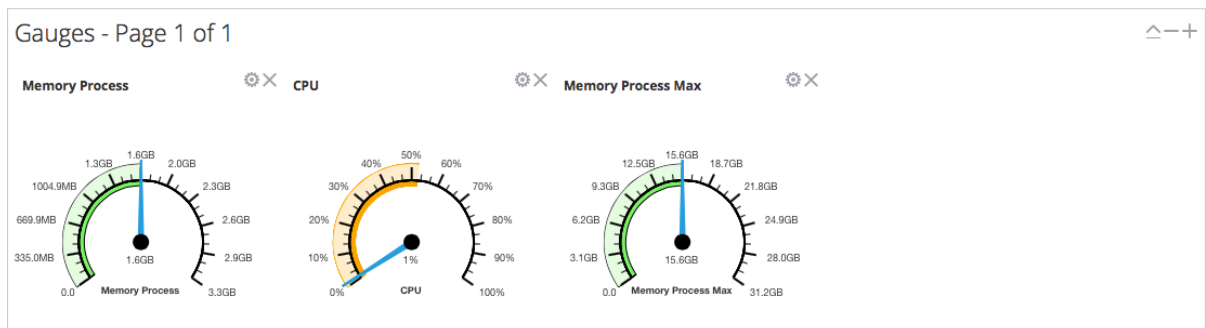 Gauges - Page 1 of 1
Memory Process
CPU
Memory Process Max
0.0
335.0MB
669.9MB
1004.9MB
1.3GB
1.6GB
2.0GB
2.3GB
2.6GB
2.9GB
3.3GB
1.6GB
Memory Process
0%
10%
20%
30%
40%
50%
60%
70%
80%
90%
100%
1%
CPU
0.0
3.1GB
6.2GB
9.3GB
12.5GB
15.6GB
18.7GB
21.8GB
24.9GB
28.0GB
31.2GB
15.6GB
Memory Process Max